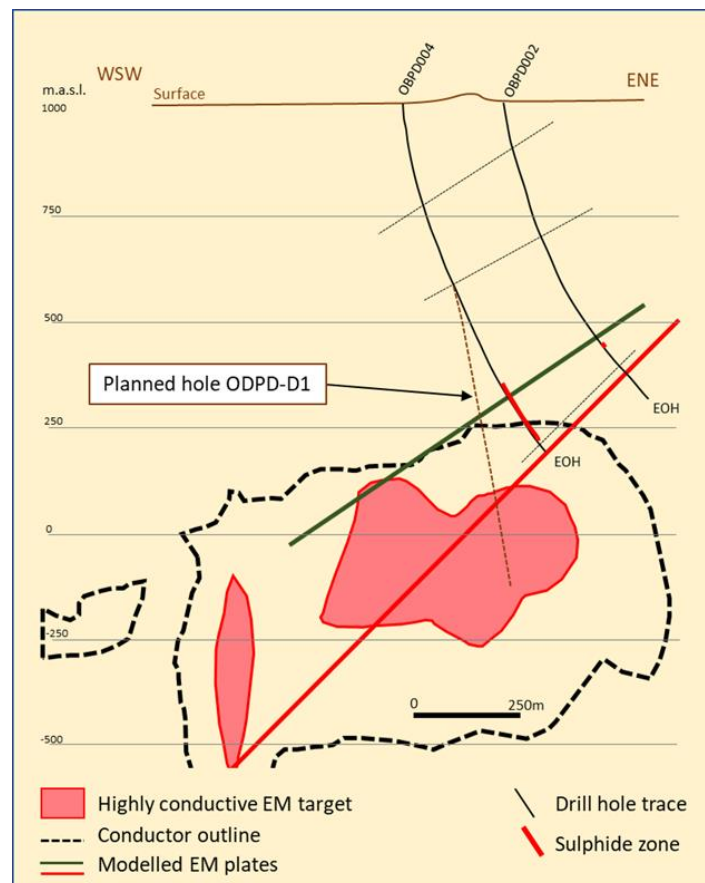 WSW
OBPD004
OBPD002
ENE
m.a.s.l.
1000
Surface
750
500
Planned hole ODPD-D1
250
EOH
EOH
0
-250
0
250m
-500
Highly conductive EM target
Drill hole trace
Conductor outline
Sulphide zone
Modelled EM plates